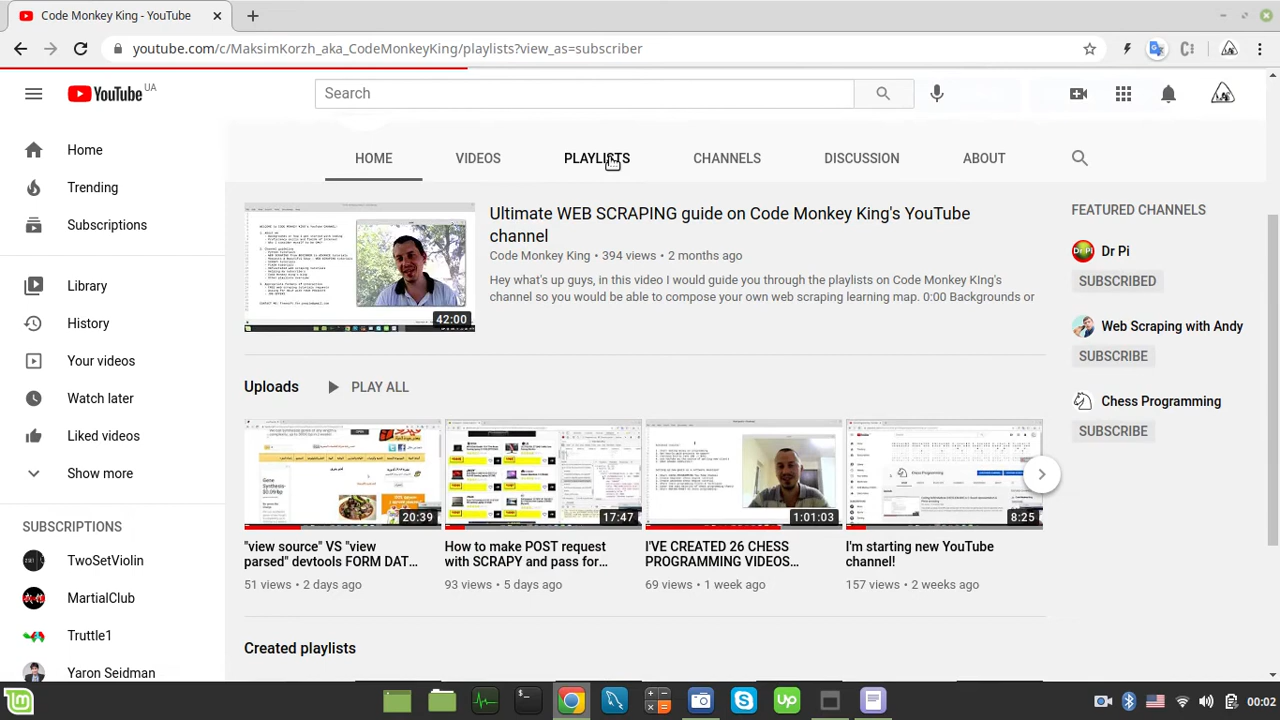 Code Monkey King - YouTube
youtube.com/c/MaksimKorzh_aka_CodeMonkeyKing/playlists?view_as=subscriber
YouTube UA
Search
Home
Trending
Subscriptions
Library
History
Your videos
Watch later
Liked videos
Show more
SUBSCRIPTIONS
TwoSetViolin
MartialClub
Truttle1
Yaron Seidman
HOME VIDEOS PLAYLISTS CHANNELS DISCUSSION ABOUT
42:00
Ultimate WEB SCRAPING guide on Code Monkey King's YouTube
channel
Code Monkey King • 394 views • 2 months ago
Hey what's up guys, in this video I would guide you through the playlists on Code Monkey King's
channel so you would be able to compose your own web scraping learning map. 0:00 Backgrounds or
Uploads PLAY ALL
20:39
"view source" VS "view
parsed" devtools FORM DAT...
51 views • 2 days ago
17:47
How to make POST request
with SCRAPY and pass for...
93 views • 5 days ago
1:01:03
I'VE CREATED 26 CHESS
PROGRAMMING VIDEOS...
69 views • 1 week ago
8:25
I'm starting new YouTube
channel!
157 views • 2 weeks ago
Created playlists
FEATURED CHANNELS
Dr Pi
SUBSCRIBED
Web Scraping with Andy
SUBSCRIBE
Chess Programming
SUBSCRIBE
00:02